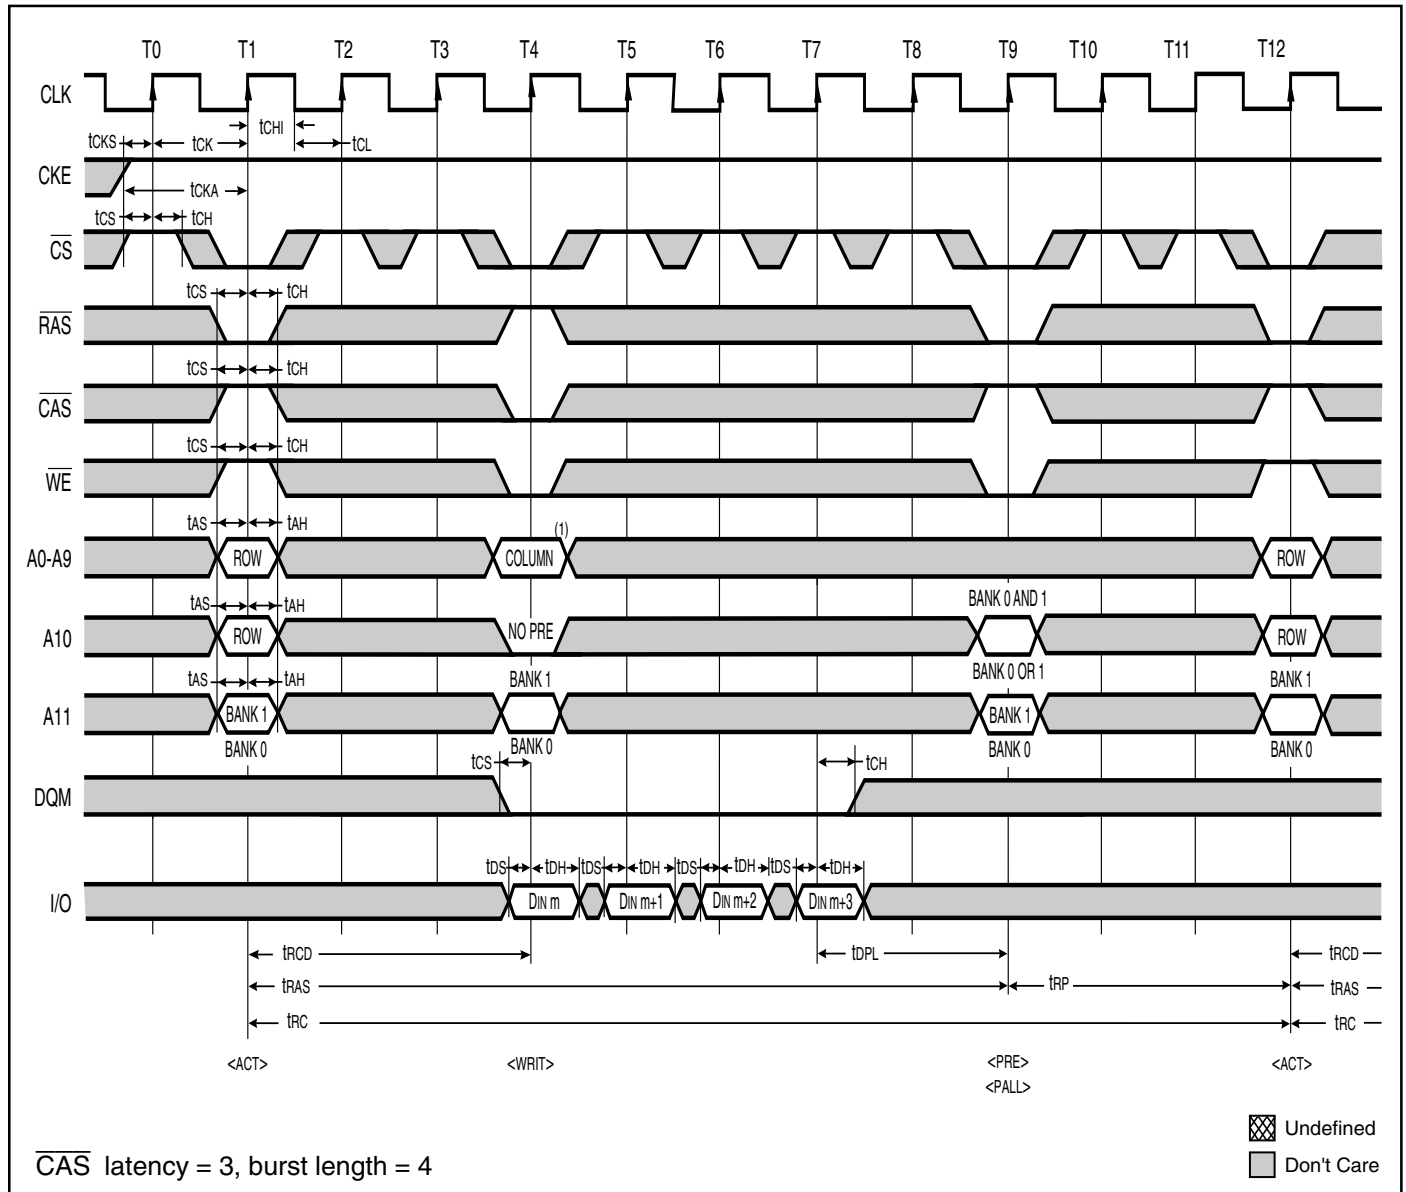 T0 T1 T2 T3 T4 T5 T6 T7 T8 T9 T10 T11 T12
CLK
tCHI
tCKS tCK tCL
CKE
tCKA
tCS tCH
CS
tCS tCH
RAS
tCS tCH
CAS
tCS tCH
WE
tAS tAH (1)
A0-A9 ROW COLUMN ROW
tAS tAH BANK 0 AND 1
A10 ROW NO PRE ROW
tAS tAH BANK 1 BANK 0 OR 1 BANK 1
A11 BANK 1 BANK 1
BANK 0 BANK 0 BANK 0 BANK 0
tCS tCH
DQM
tDS tDH tDS tDH tDS tDH tDS tDH
I/O DIN m DIN m+1 DIN m+2 DIN m+3
tRCD tDPL tRCD
tRAS tRP tRAS
tRC tRC
<ACT> <WRIT> <PRE> <ACT>
<PALL>
Undefined
CAS latency = 3, burst length = 4 Don't Care